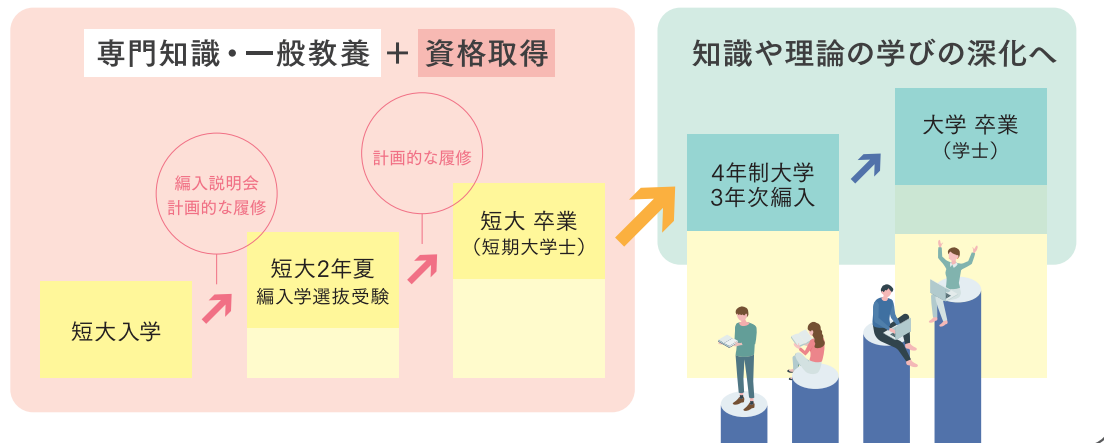 専門知識・一般教養 + 資格取得
知識や理論の学びの深化へ
編入説明会
計画的な履修
計画的な履修
短大入学
短大2年夏
編入学選抜受験
短大 卒業
（短期大学士）
4年制大学
3年次編入
大学 卒業
（学士）